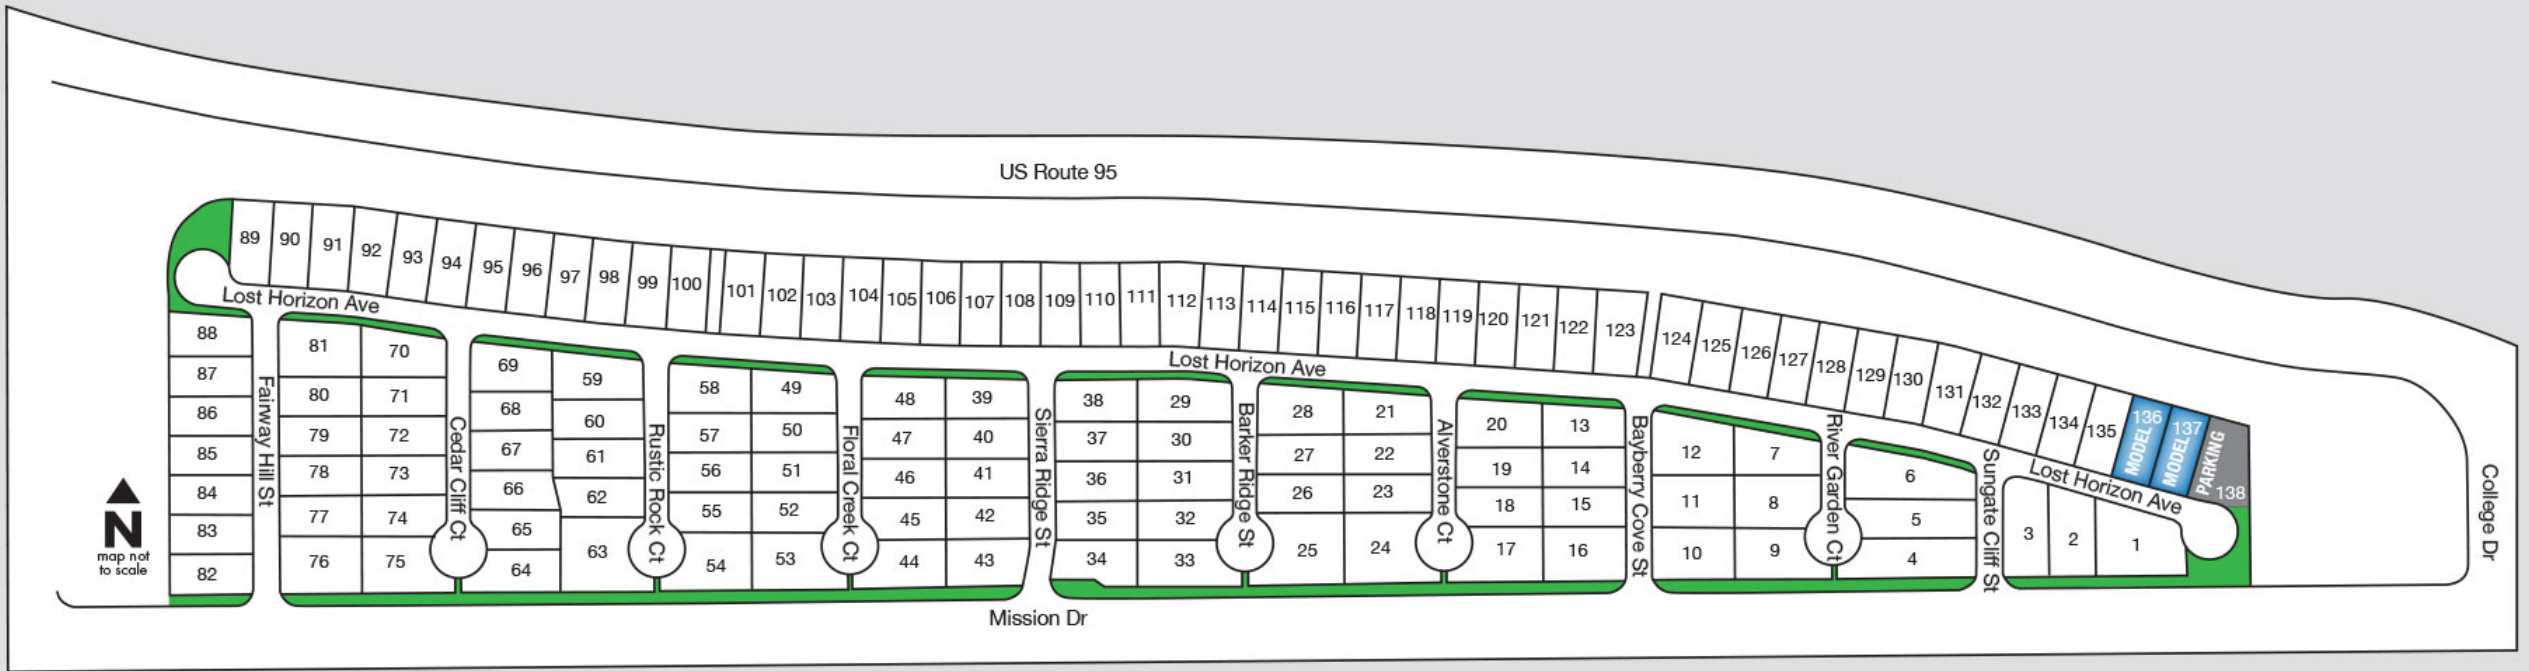 US Route 95
89 90 91 92 93 94 95 96 97 98 99 100 101 102 103 104 105 106 107 108 109 110 111 112 113 114 115 116 117 118 119 120 121 122 123 124 125 126 127 128 129 130 131 132 133 134 135
136 MODEL
137 MODEL
PARKING 138
Lost Horizon Ave
Lost Horizon Ave
Lost Horizon Ave
88
87
86
85
84
83
82
Fairway Hill St
81 70
80 71
79 72
78 73
77 74
76 75
Cedar Cliff Ct
69 59
68 60
67 61
66 62
65 63
64
Rustic Rock Ct
58 49
57 50
56 51
55 52
54 53
Floral Creek Ct
48 39
47 40
46 41
45 42
44 43
Sierra Ridge St
38 29
37 30
36 31
35 32
34 33
Barker Ridge St
28 21
27 22
26 23
25 24
Alverstone Ct
20 13
19 14
18 15
17 16
Bayberry Cove St
12 7
11 8
10 9
River Garden Ct
6
5
4
Sungate Cliff St
3 2 1
College Dr
N
map not
to scale
Mission Dr